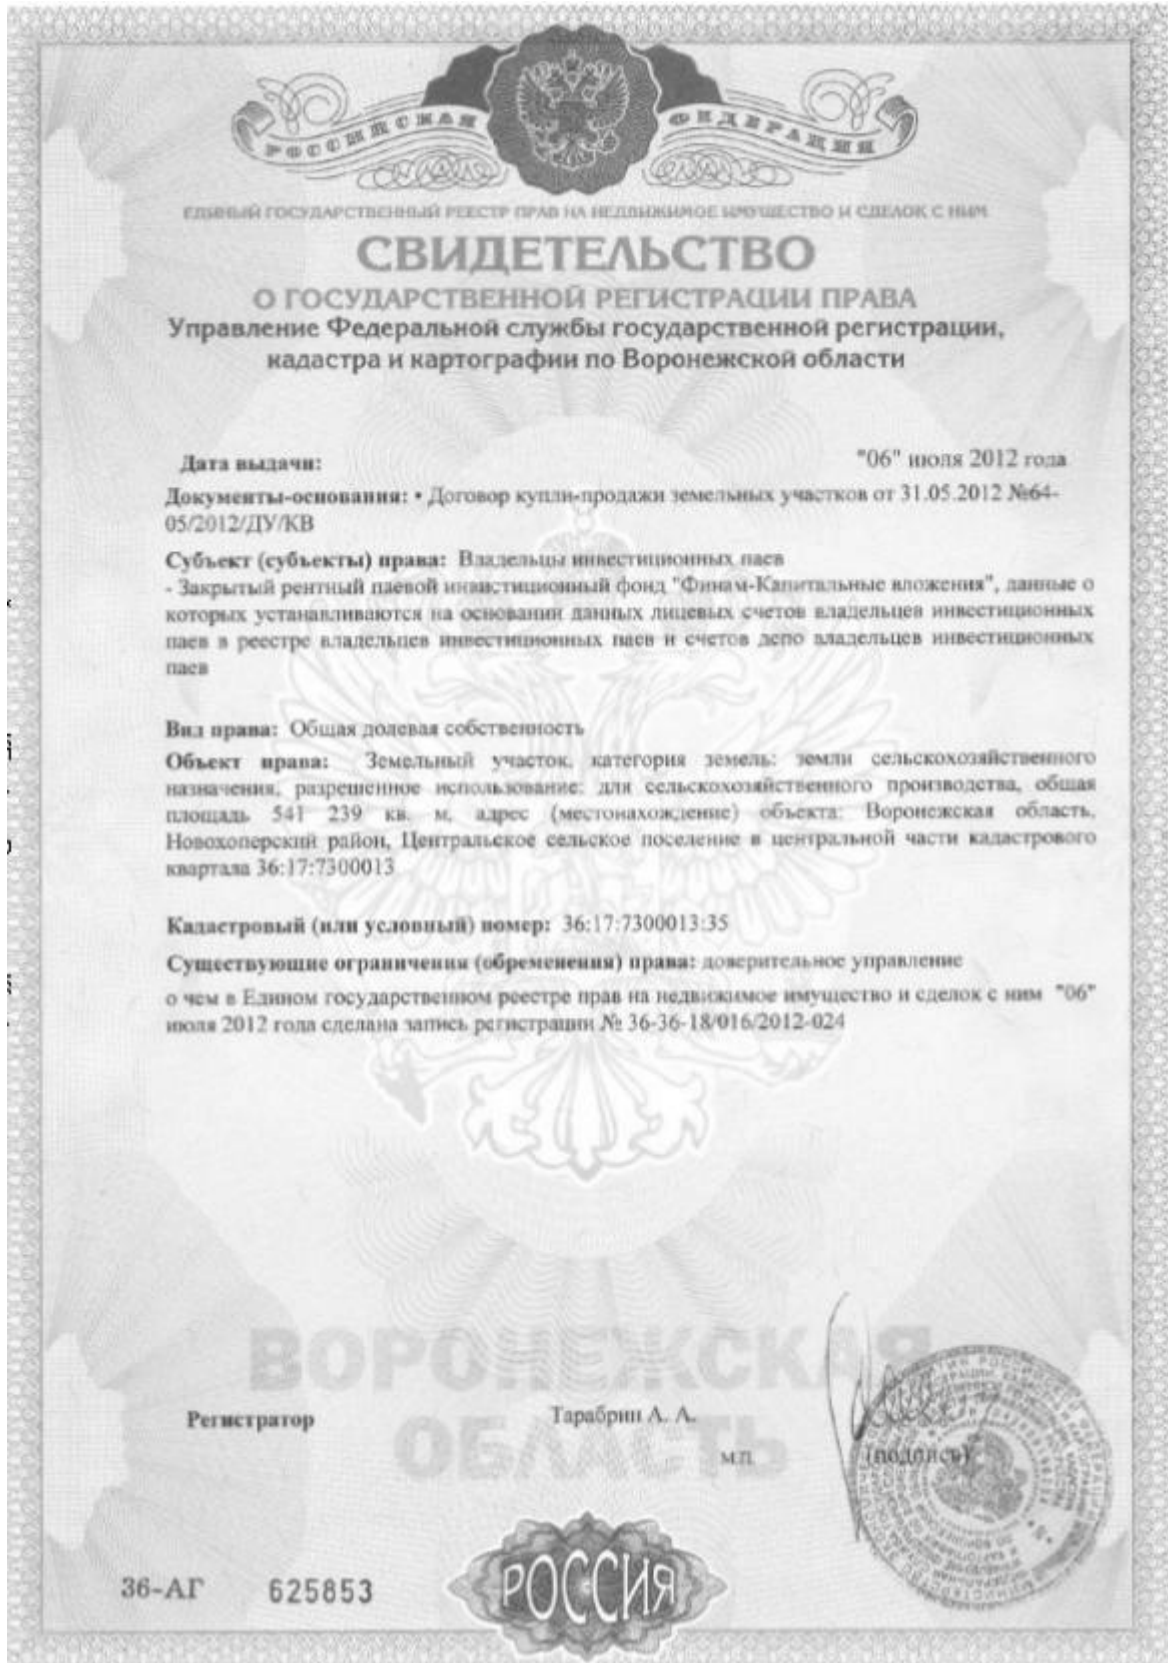 РОССИЙСКАЯ ФЕДЕРАЦИЯ
ЕДИНЫЙ ГОСУДАРСТВЕННЫЙ РЕЕСТР ПРАВ НА НЕДВИЖИМОЕ ИМУЩЕСТВО И СДЕЛОК С НИМ
СВИДЕТЕЛЬСТВО
О ГОСУДАРСТВЕННОЙ РЕГИСТРАЦИИ ПРАВА
Управление Федеральной службы государственной регистрации,
кадастра и картографии по Воронежской области
Дата выдачи: "06" июля 2012 года
Документы-основания: • Договор купли-продажи земельных участков от 31.05.2012 №64-
05/2012/ДУ/КВ
Субъект (субъекты) права: Владельцы инвестиционных паев
- Закрытый рентный паевой инвистиционный фонд "Финам-Капитальные вложения", данные о
которых устанавливаются на основании данных лицевых счетов владельцев инвестиционных
паев в реестре владельцев инвестиционных паев и счетов депо владельцев инвестиционных
паев
Вид права: Общая долевая собственность
Объект права: Земельный участок, категория земель: земли сельскохозяйственного
назначения, разрешенное использование: для сельскохозяйственного производства, общая
площадь 541 239 кв. м, адрес (местонахождение) объекта: Воронежская область,
Новохоперский район, Центральское сельское поселение в центральной части кадастрового
квартала 36:17:7300013
Кадастровый (или условный) номер: 36:17:7300013:35
Существующие ограничения (обременения) права: доверительное управление
о чем в Едином государственном реестре прав на недвижимое имущество и сделок с ним "06"
июля 2012 года сделана запись регистрации № 36-36-18/016/2012-024
ВОРОНЕЖСКАЯ
ОБЛАСТЬ
Регистратор Тарабрин А. А.
м.п. (подпись)
36-АГ 625853
РОССИЯ